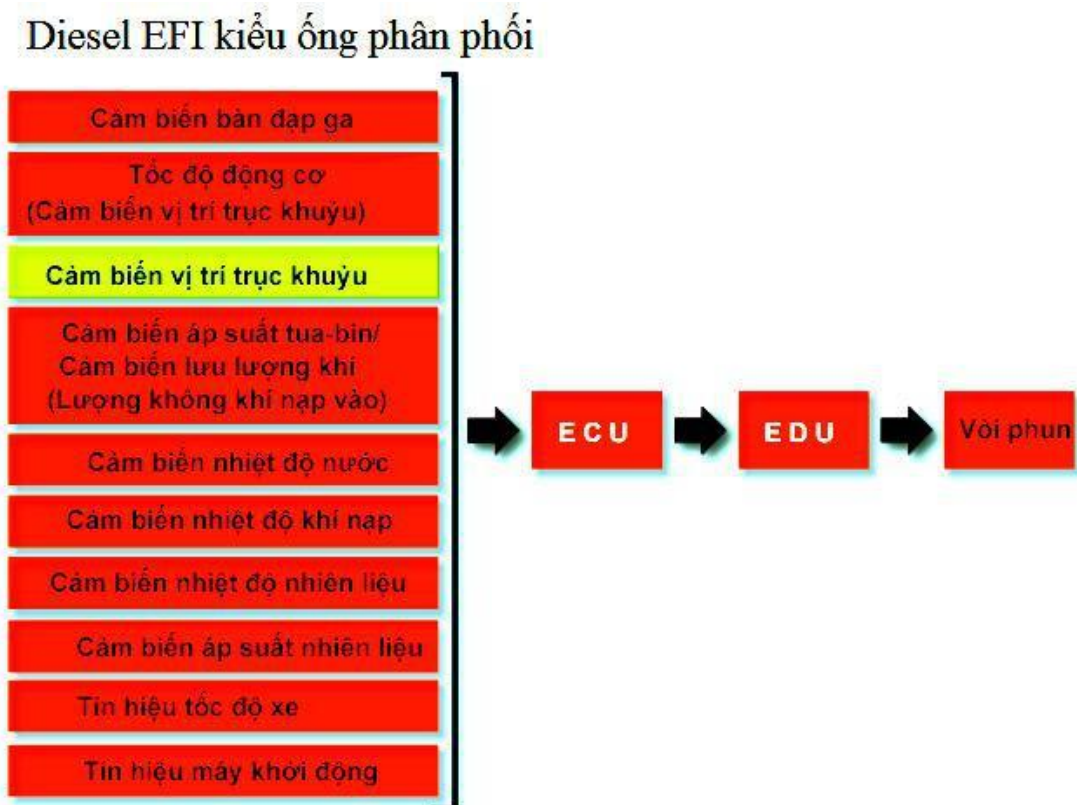 Diesel EFI kiểu ống phân phối
Cảm biến bàn đạp ga
Tốc độ động cơ
(Cảm biến vị trí trục khuỷu)
Cảm biến vị trí trục khuỷu
Cảm biến áp suất tua-bin/
Cảm biến lưu lượng khí
(Lượng không khí nạp vào)
Cảm biến nhiệt độ nước
Cảm biến nhiệt độ khí nạp
Cảm biến nhiệt độ nhiên liệu
Cảm biến áp suất nhiên liệu
Tín hiệu tốc độ xe
Tín hiệu máy khởi động
ECU
EDU
Vòi phun